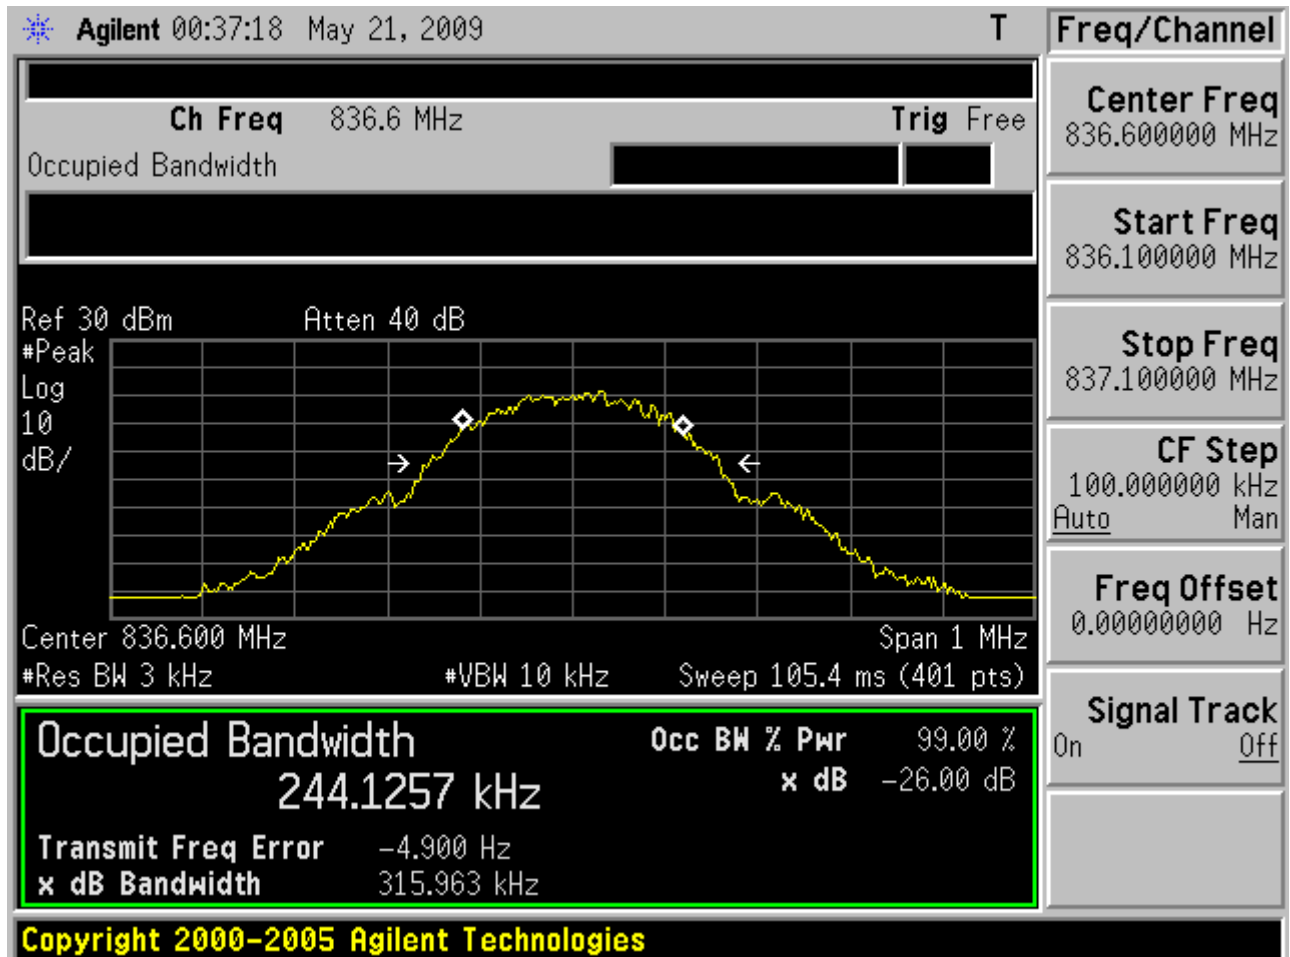 Agilent 00:37:18 May 21, 2009 T
Freq/Channel
Ch Freq 836.6 MHz Trig Free
Occupied Bandwidth
Center Freq
836.600000 MHz
Start Freq
836.100000 MHz
Stop Freq
837.100000 MHz
CF Step
100.000000 kHz
Auto Man
Freq Offset
0.00000000 Hz
Signal Track
On Off
Ref 30 dBm Atten 40 dB
#Peak
Log
10
dB/
Center 836.600 MHz Span 1 MHz
#Res BW 3 kHz #VBW 10 kHz Sweep 105.4 ms (401 pts)
Occupied Bandwidth Occ BW % Pwr 99.00 %
244.1257 kHz x dB -26.00 dB
Transmit Freq Error -4.900 Hz
x dB Bandwidth 315.963 kHz
Copyright 2000-2005 Agilent Technologies